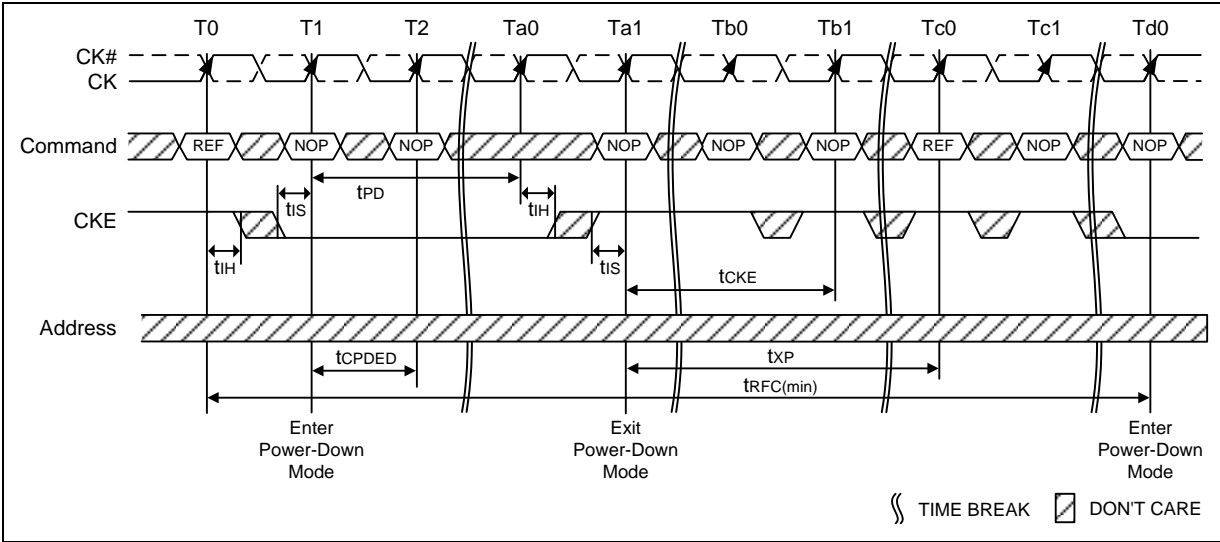 T0 T1 T2 Ta0 Ta1 Tb0 Tb1 Tc0 Tc1 Td0
CK#
CK
Command REF NOP NOP NOP NOP NOP REF NOP NOP
tPD
tIS
tIH
CKE
tIH
tIS
tCKE
Address
tCPDED
tXP
tRFC(min)
Enter
Power-Down
Mode
Exit
Power-Down
Mode
Enter
Power-Down
Mode
TIME BREAK
DON'T CARE